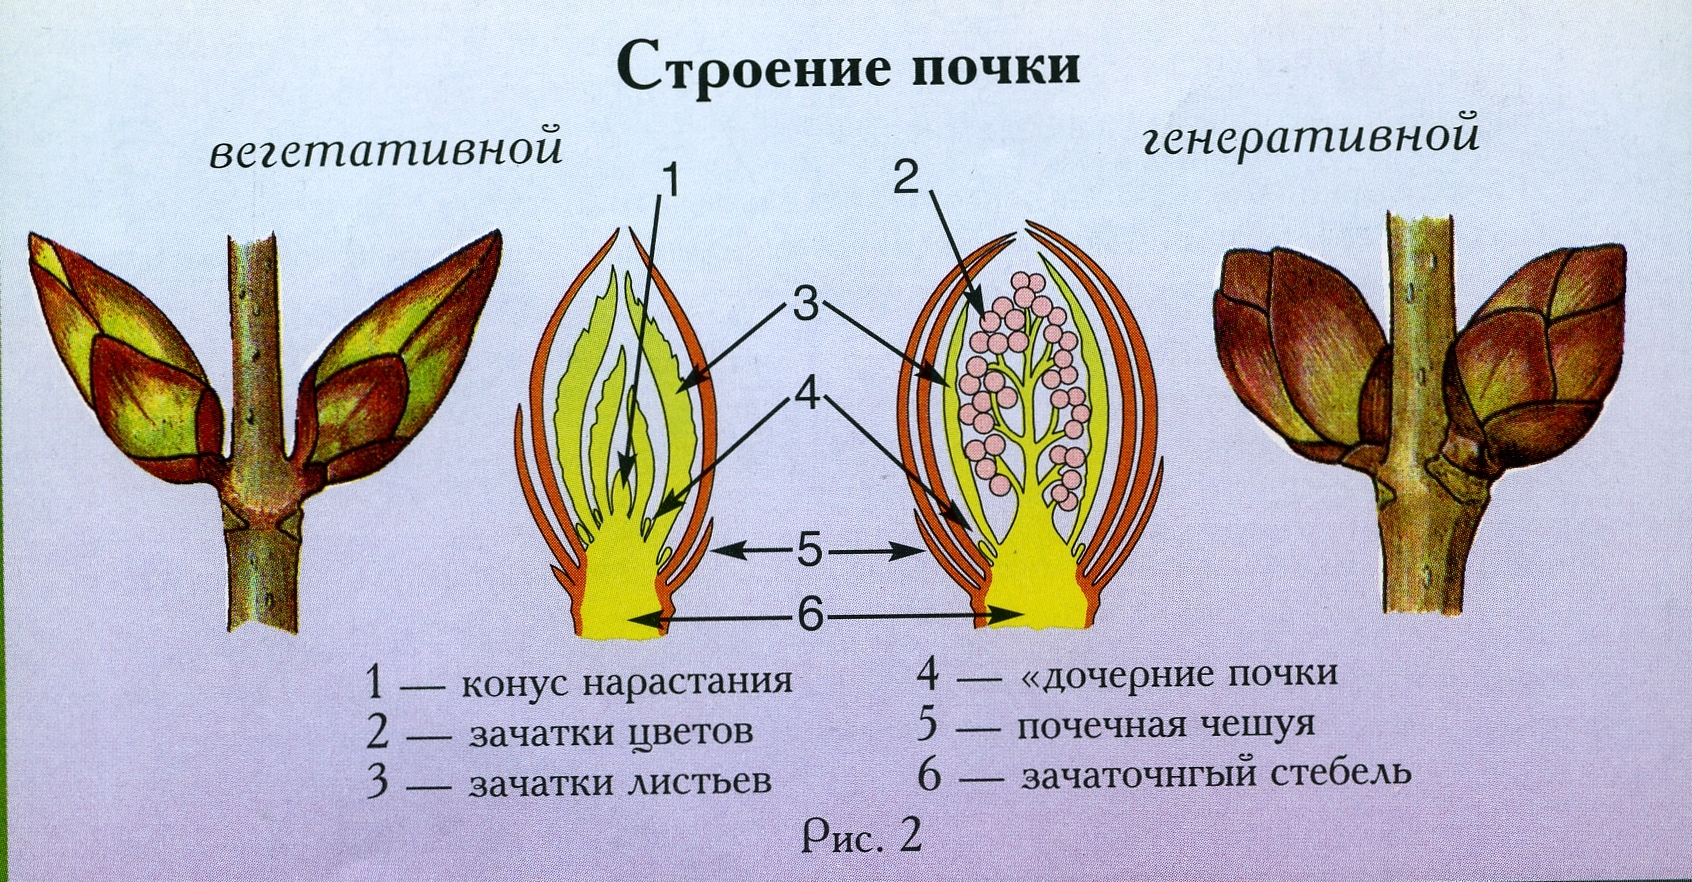 Строение почки
вегетативной
генеративной
1
2
3
4
5
6
1 — конус нарастания
2 — зачатки цветов
3 — зачатки листьев
4 — «дочерние почки
5 — почечная чешуя
6 — зачаточнгый стебель
Рис. 2